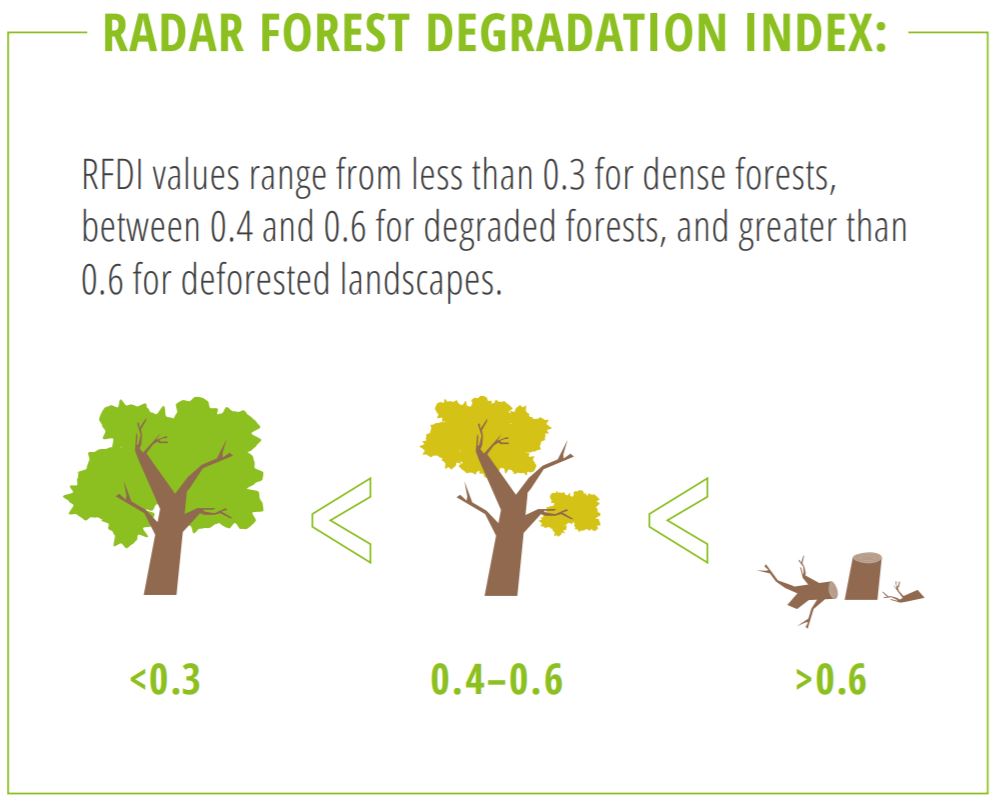 RADAR FOREST DEGRADATION INDEX:
RFDI values range from less than 0.3 for dense forests,
between 0.4 and 0.6 for degraded forests, and greater than
0.6 for deforested landscapes.
< <
<0.3 0.4–0.6 >0.6